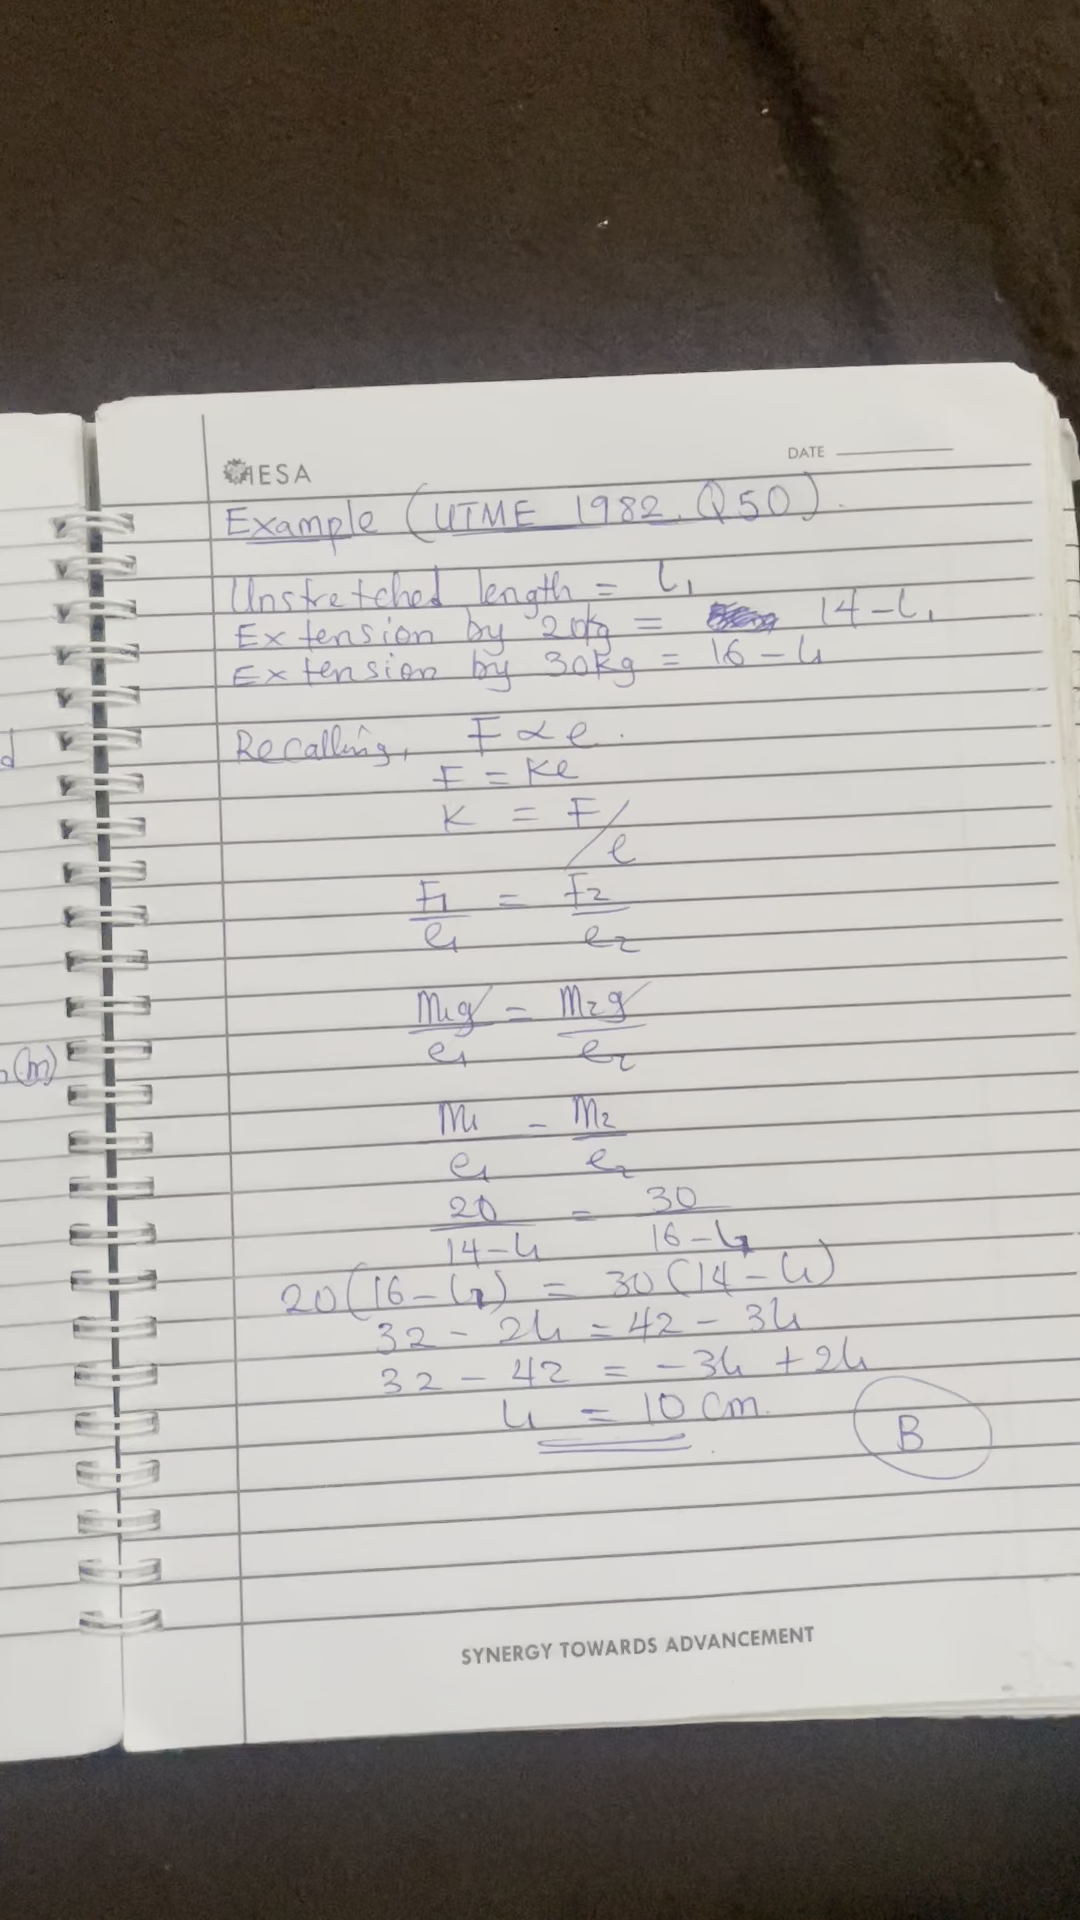 DATE
MESA
Example (UTME 1982. Q50).
Unstretched length = L₁
Extension by 20kg = 14-L₁
Extension by 30kg = 16-L₁
d
Recalling, F ∝ e.
F = Ke
K = F/e
F₁/e₁ = F₂/e₂
(m)
M₁g/e₁ = M₂g/e₂
M₁/e₁ - M₂/e₂
20/14-L₁ = 30/16-L₁
20(16-L₁) = 30(14-L₁)
32 - 2L₁ = 42 - 3L₁
32 - 42 = -3L₁ + 2L₁
L₁ = 10 cm.
B
SYNERGY TOWARDS ADVANCEMENT